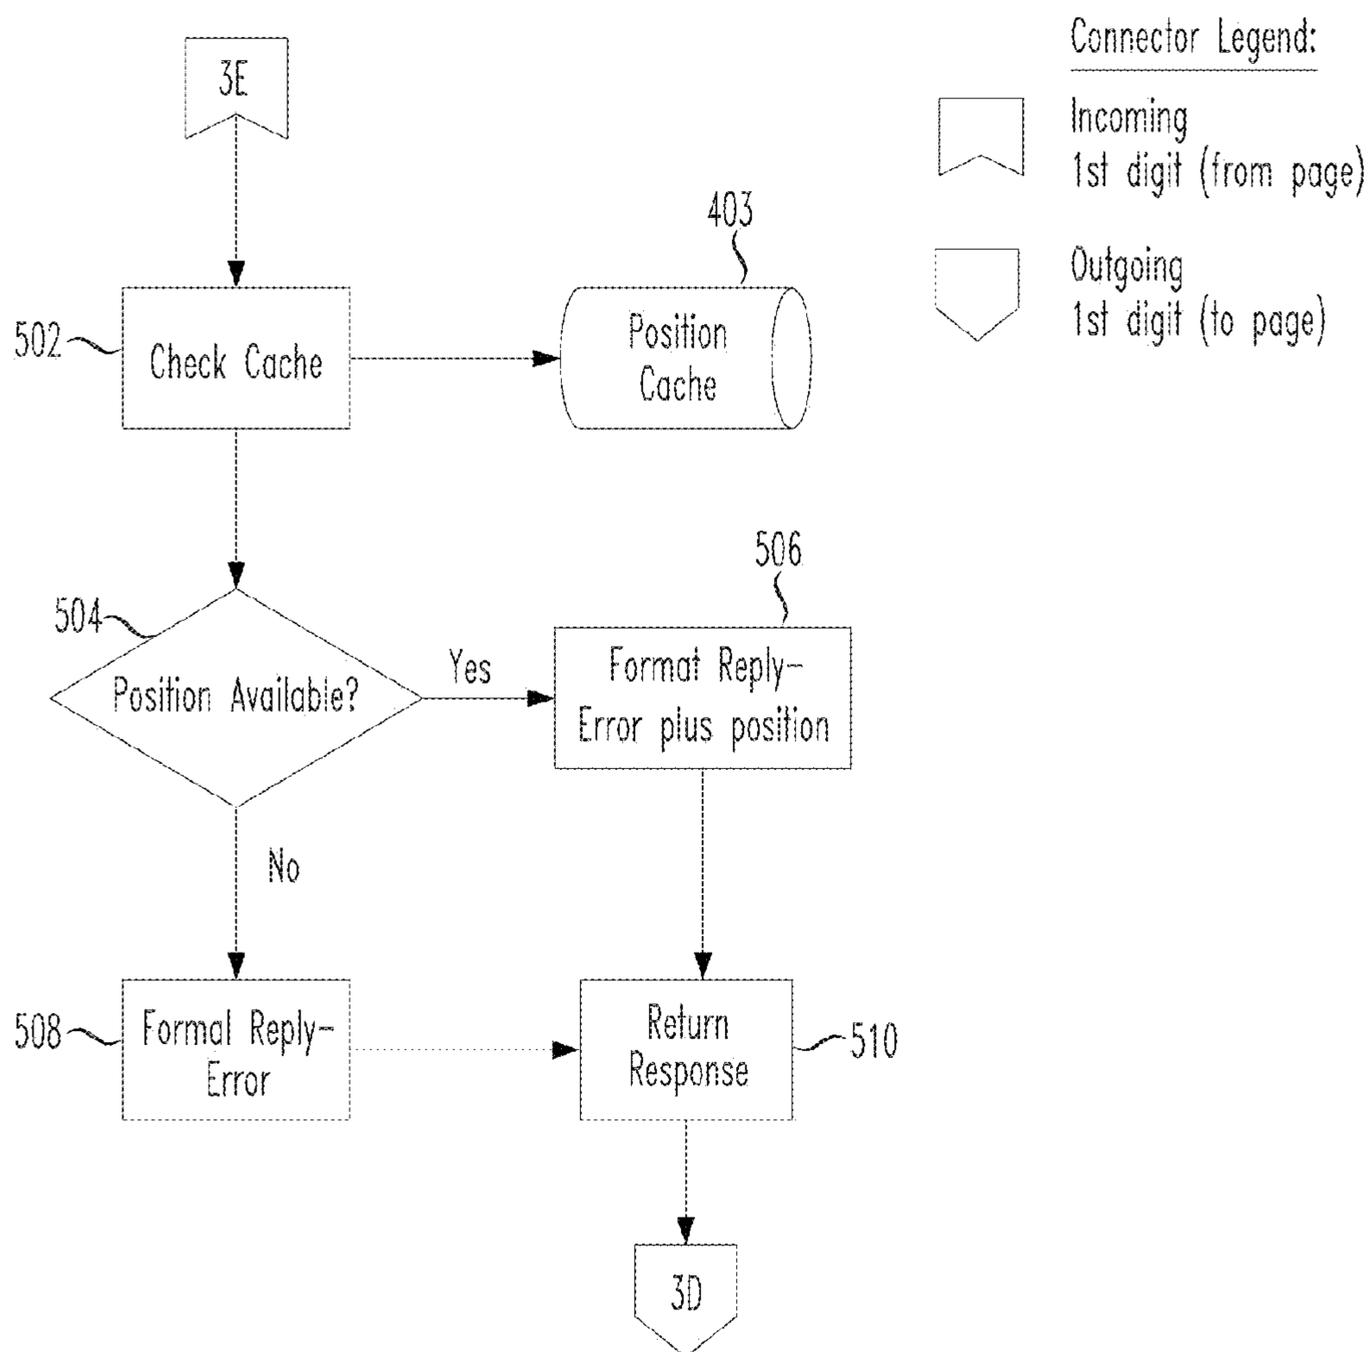 3E
Connector Legend:
Incoming
1st digit (from page)
Outgoing
1st digit (to page)
403
502
Check Cache
Position
Cache
504
Position Available?
Yes
506
Format Reply-
Error plus position
No
508
Formal Reply-
Error
Return
Response
510
3D